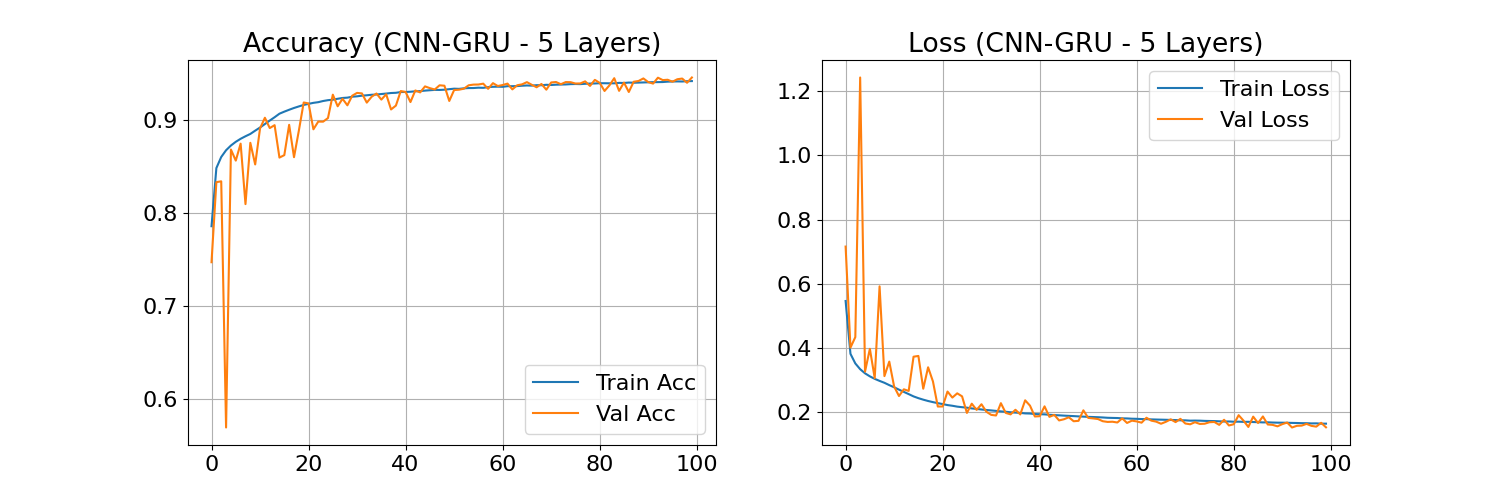 Accuracy (CNN-GRU - 5 Layers)
0.9
0.8
0.7
0.6
0 20 40 60 80 100
Train Acc
Val Acc
Loss (CNN-GRU - 5 Layers)
1.2
1.0
0.8
0.6
0.4
0.2
0 20 40 60 80 100
Train Loss
Val Loss